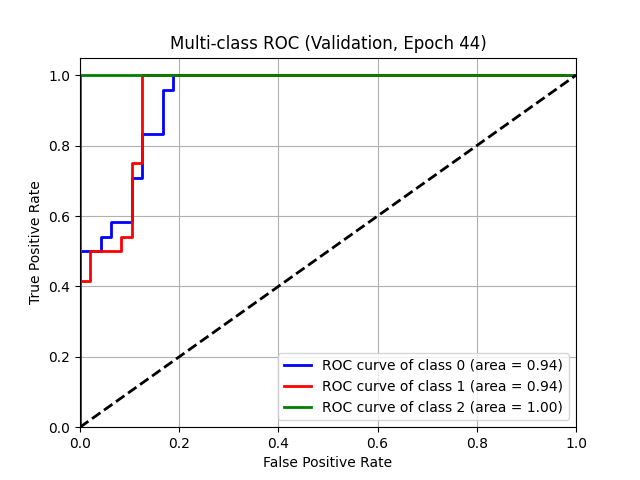 Multi-class ROC (Validation, Epoch 44)
True Positive Rate
1.0
0.8
0.6
0.4
0.2
0.0
ROC curve of class 0 (area = 0.94)
ROC curve of class 1 (area = 0.94)
ROC curve of class 2 (area = 1.00)
0.0 0.2 0.4 0.6 0.8 1.0
False Positive Rate